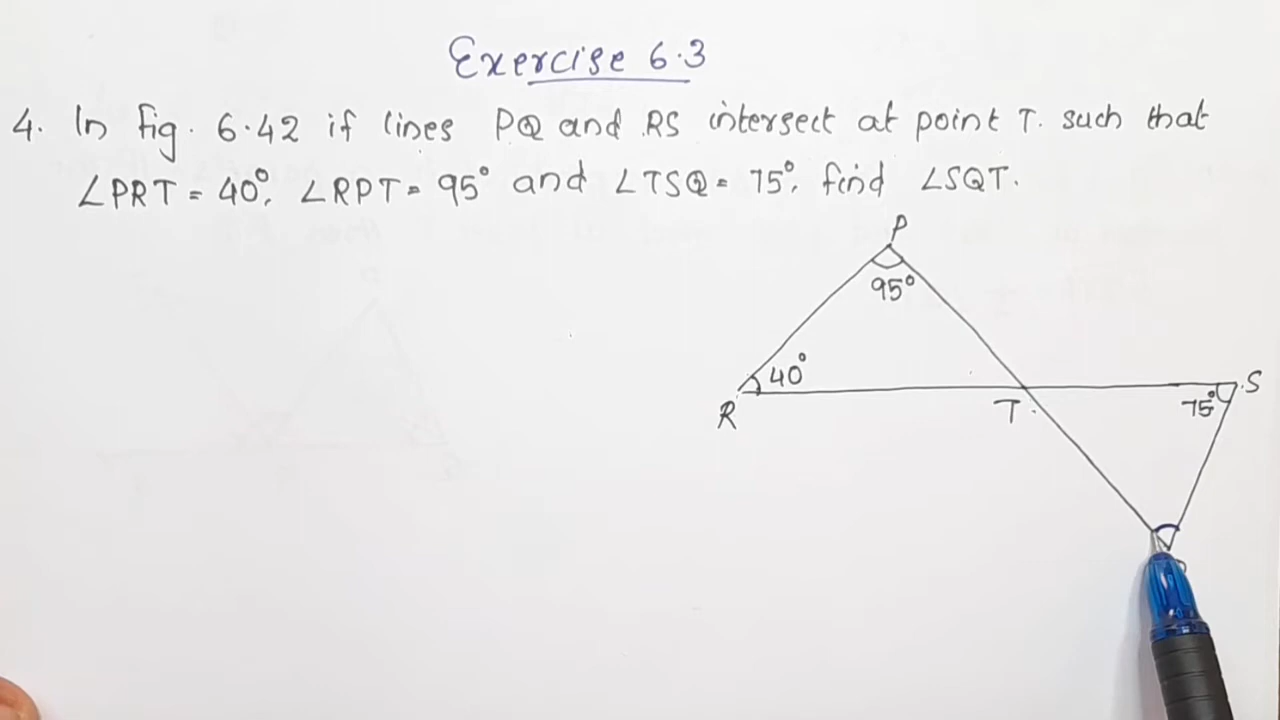 Exercise 6.3
4. In fig. 6.42 if lines PQ and RS intersect at point T. such that
∠PRT = 40°, ∠RPT = 95° and ∠TSQ = 75°, find ∠SQT.
P
95°
40°
R
T
75°
S